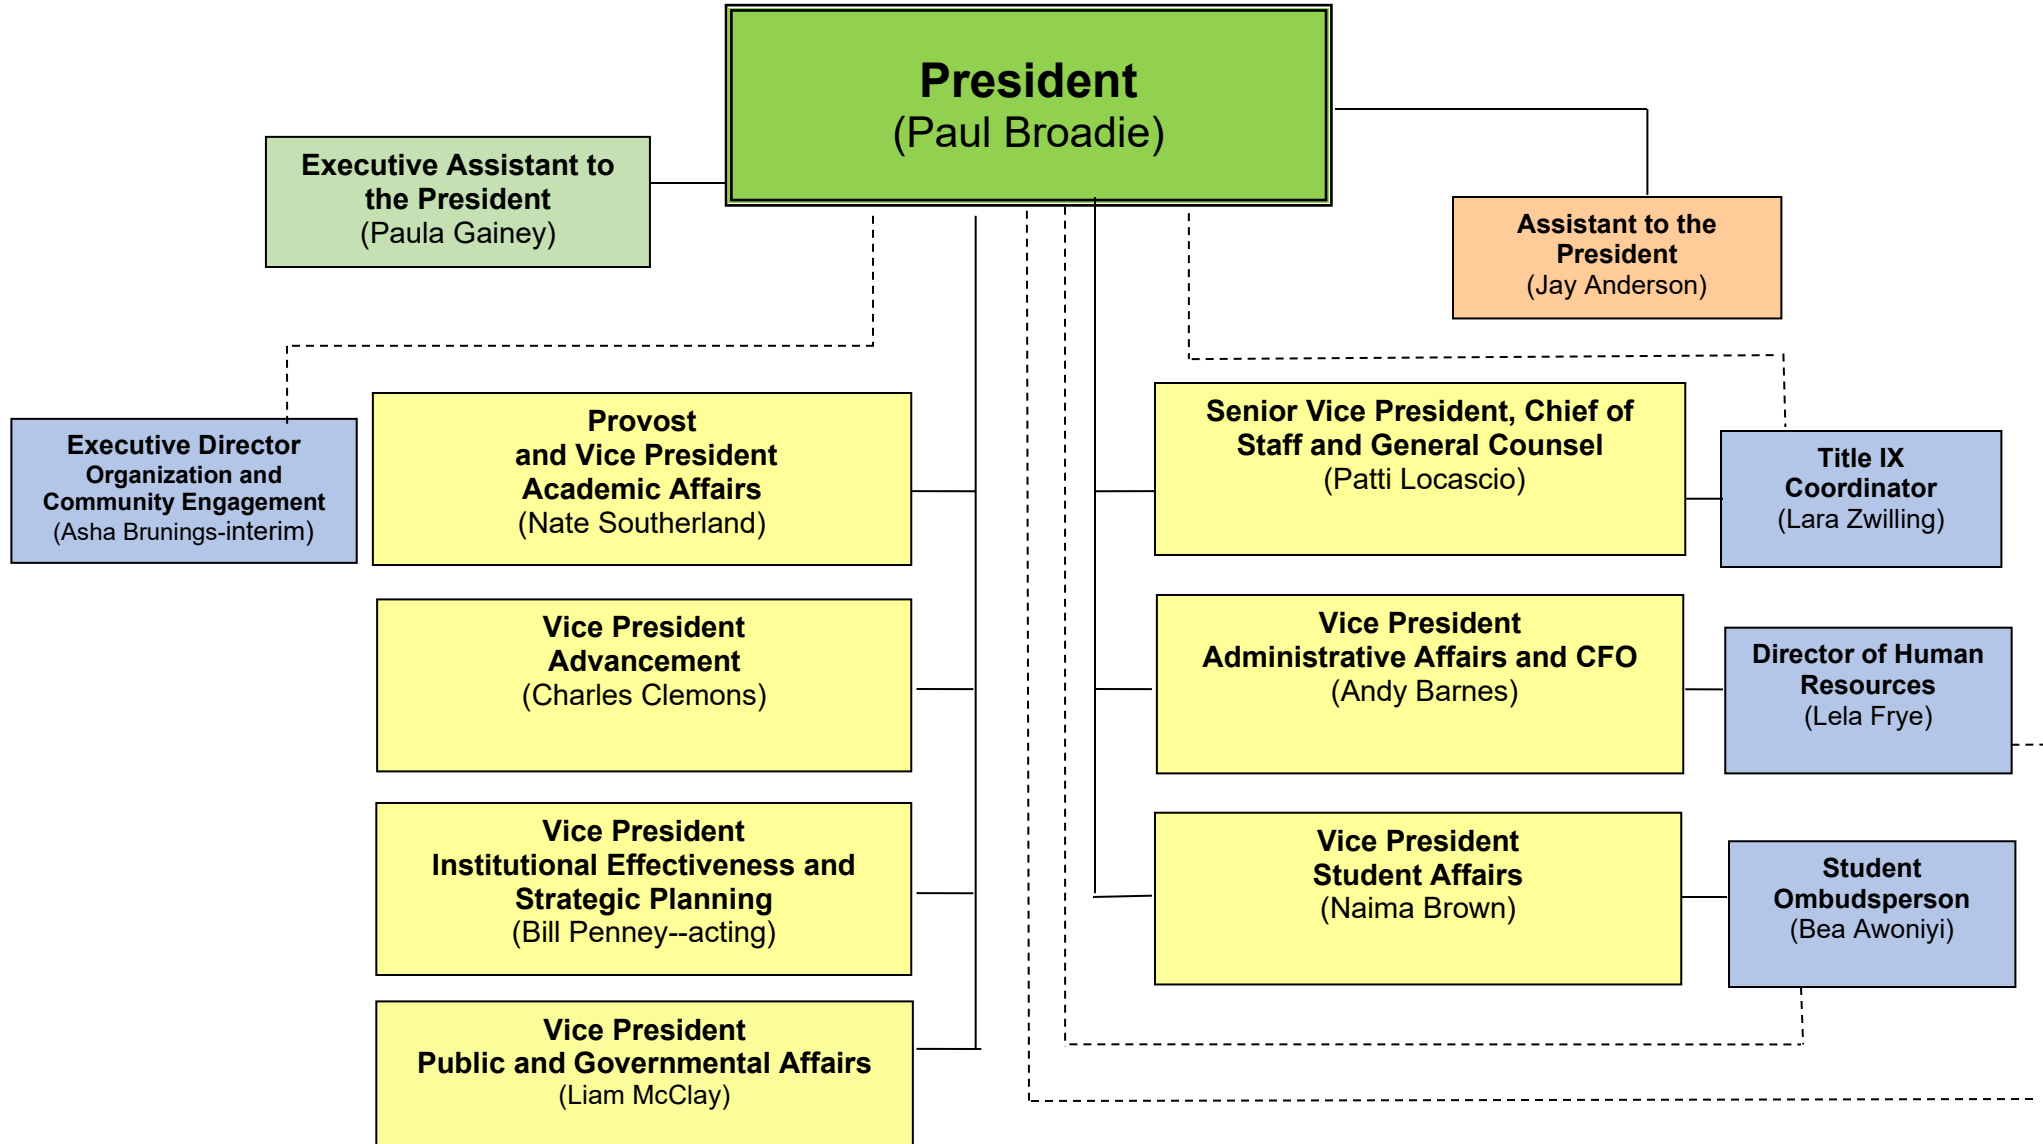 President
(Paul Broadie)
Executive Assistant to
the President
(Paula Gainey)
Assistant to the
President
(Jay Anderson)
Executive Director
Organization and
Community Engagement
(Asha Brunings-interim)
Provost
and Vice President
Academic Affairs
(Nate Southerland)
Senior Vice President, Chief of
Staff and General Counsel
(Patti Locascio)
Title IX
Coordinator
(Lara Zwilling)
Vice President
Advancement
(Charles Clemons)
Vice President
Administrative Affairs and CFO
(Andy Barnes)
Director of Human
Resources
(Lela Frye)
Vice President
Institutional Effectiveness and
Strategic Planning
(Bill Penney--acting)
Vice President
Student Affairs
(Naima Brown)
Student
Ombudsperson
(Bea Awoniyi)
Vice President
Public and Governmental Affairs
(Liam McClay)